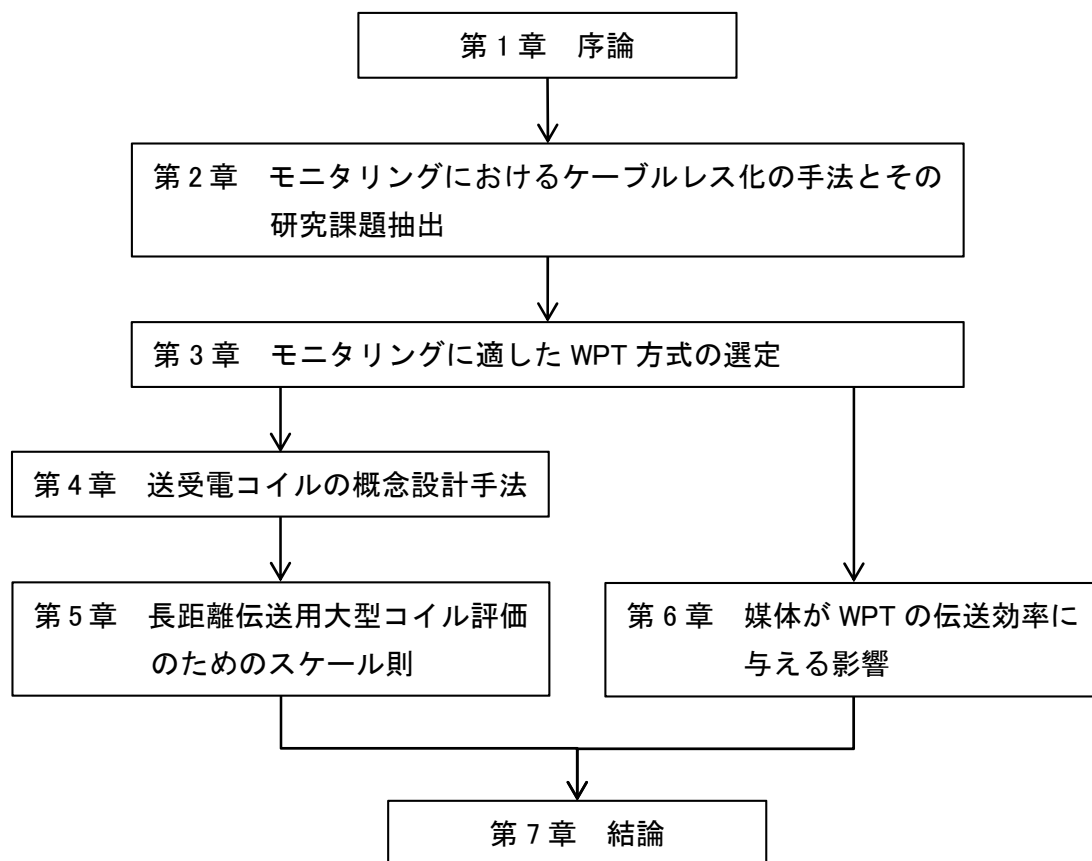 第1章 序論
第2章 モニタリングにおけるケーブルレス化の手法とその
研究課題抽出
第3章 モニタリングに適した WPT 方式の選定
第4章 送受電コイルの概念設計手法
第5章 長距離伝送用大型コイル評価
のためのスケール則
第6章 媒体が WPT の伝送効率に
与える影響
第7章 結論